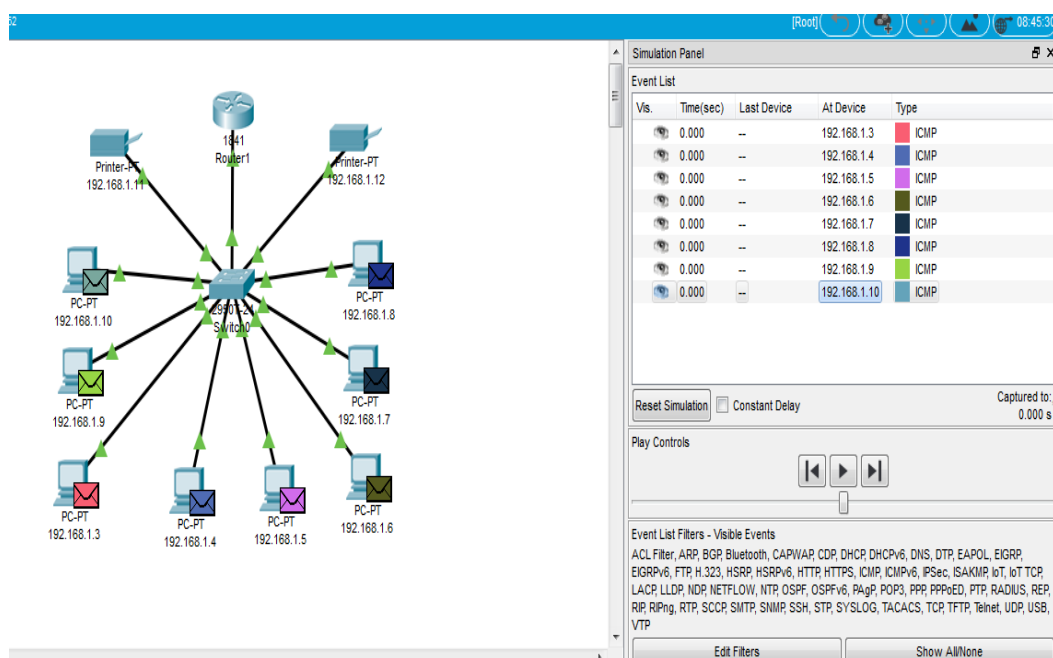 52
[Root]
08:45:30
1841
Router1
Printer-PT
192.168.1.11
Printer-PT
192.168.1.12
PC-PT
192.168.1.10
2950T-24
Switch0
PC-PT
192.168.1.8
PC-PT
192.168.1.9
PC-PT
192.168.1.7
PC-PT
192.168.1.3
PC-PT
192.168.1.4
PC-PT
192.168.1.5
PC-PT
192.168.1.6
Simulation Panel
Event List
Vis. Time(sec) Last Device At Device Type
0.000 -- 192.168.1.3 ICMP
0.000 -- 192.168.1.4 ICMP
0.000 -- 192.168.1.5 ICMP
0.000 -- 192.168.1.6 ICMP
0.000 -- 192.168.1.7 ICMP
0.000 -- 192.168.1.8 ICMP
0.000 -- 192.168.1.9 ICMP
0.000 -- 192.168.1.10 ICMP
Reset Simulation Constant Delay Captured to:
0.000 s
Play Controls
Event List Filters - Visible Events
ACL Filter, ARP, BGP, Bluetooth, CAPWAP, CDP, DHCP, DHCPv6, DNS, DTP, EAPOL, EIGRP,
EIGRPv6, FTP, H.323, HSRP, HSRPv6, HTTP, HTTPS, ICMP, ICMPv6, IPSec, ISAKMP, IoT, IoT TCP,
LACP, LLDP, NDP, NETFLOW, NTP, OSPF, OSPFv6, PAgP, POP3, PPP, PPPoED, PTP, RADIUS, REP,
RIP, RIPng, RTP, SCCP, SMTP, SNMP, SSH, STP, SYSLOG, TACACS, TCP, TFTP, Telnet, UDP, USB,
VTP
Edit Filters Show All/None